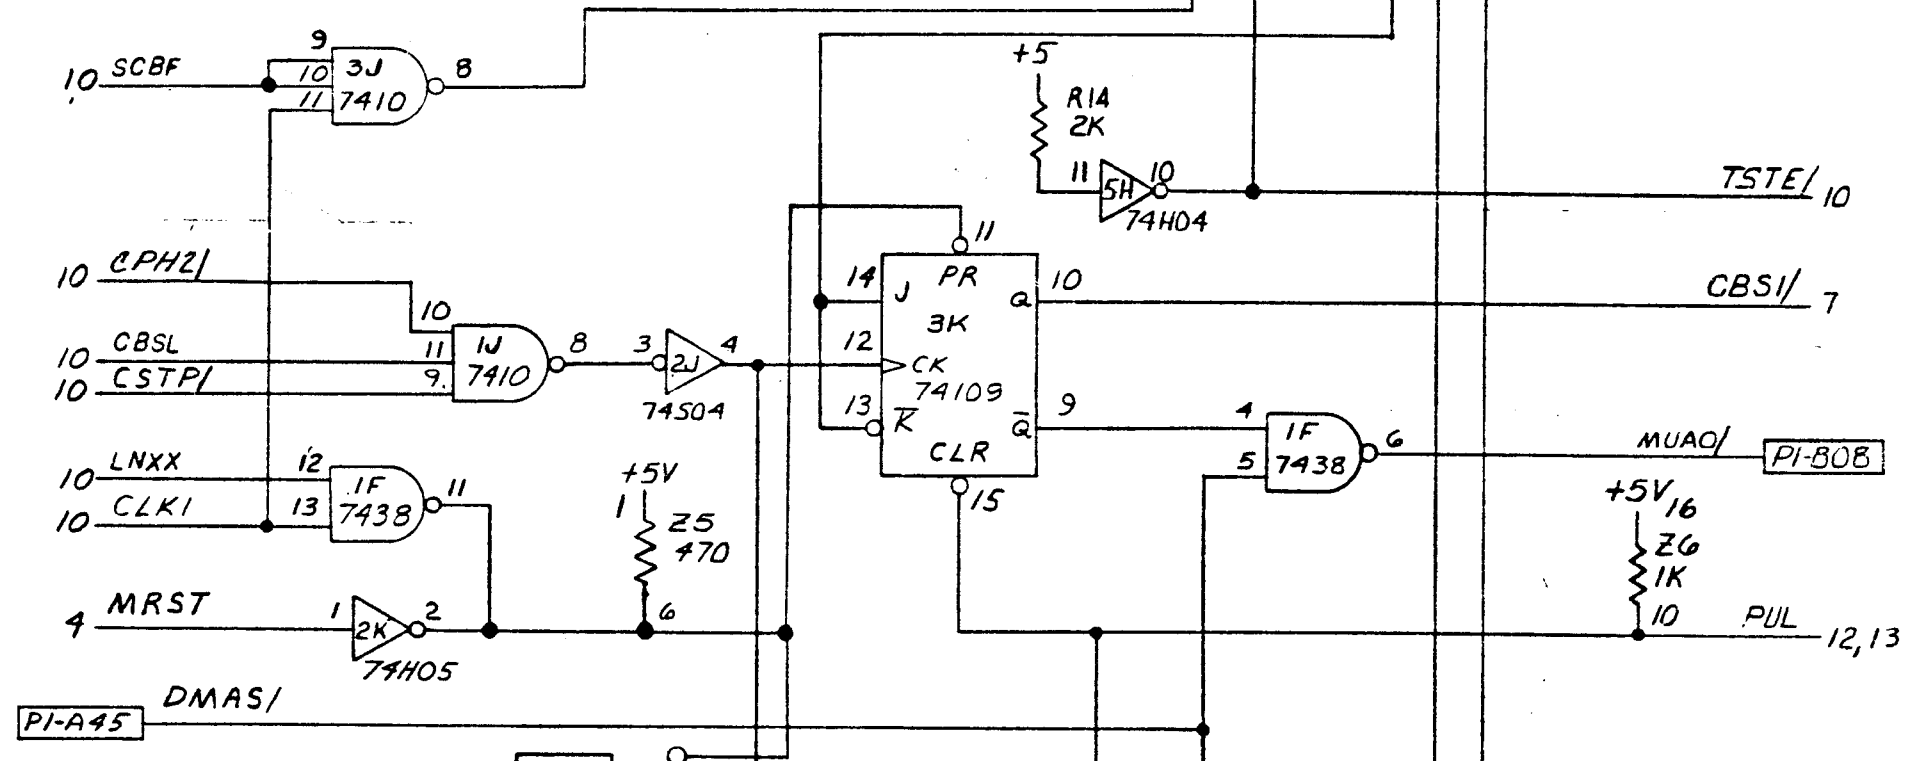 9
10 SCBF 10 3J 8
11 7410
+5
R14
2K
11 5H 10
74H04
TSTE/ 10
11
10 CPH2/
10
14 J PR Q 10
CBS1/ 7
3K
10 CBSL 11 1J 8 3 2J 4 12 CK
10 CSTP/ 9 7410
74S04
74109
13 K̅ Q̅ 9
CLR
4 1F 6
5 7438
MUAO/ P1-B08
15
10 LNXX 12 1F 11
10 CLK1 13 7438
+5V
1 Z5
470
6
+5V 16
Z6
1K
10
4 MRST 1 2K 2
74H05
PUL 12,13
P1-A45 DMAS/